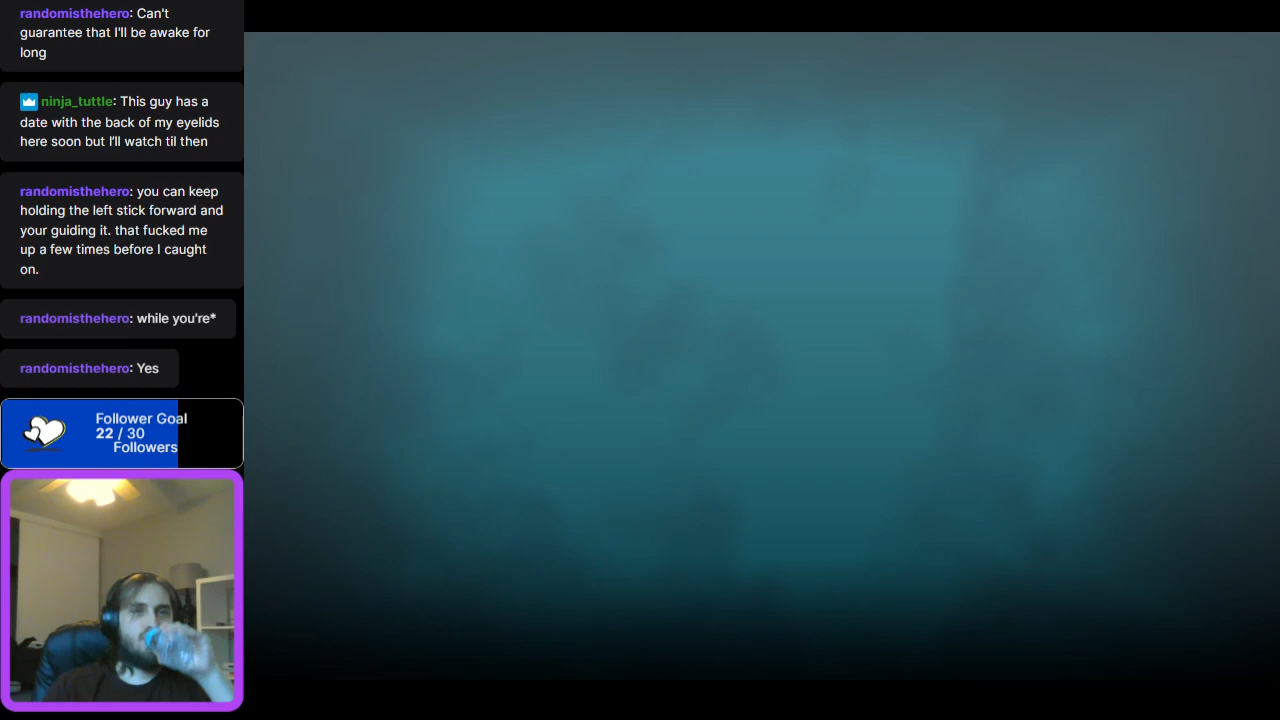 randomisthehero: Can't
guarantee that I'll be awake for
long
ninja_tuttle: This guy has a
date with the back of my eyelids
here soon but I'll watch til then
randomisthehero: you can keep
holding the left stick forward and
your guiding it. that fucked me
up a few times before I caught
on.
randomisthehero: while you're*
randomisthehero: Yes
Follower Goal
22 / 30
Followers